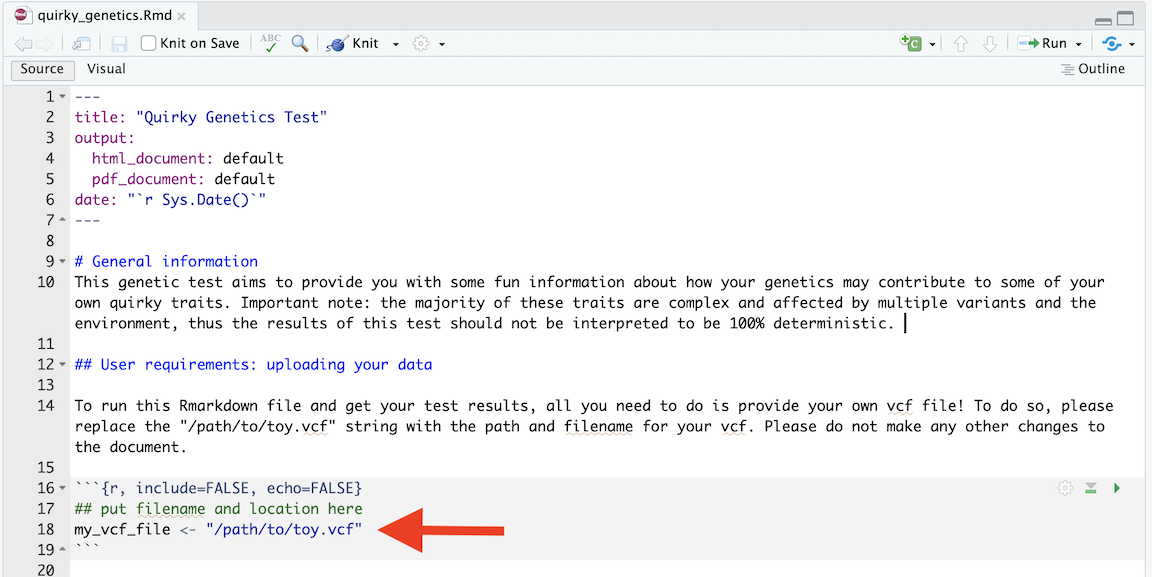 quirky_genetics.Rmd
Knit on Save
ABC
Knit
C
Run
Source
Visual
Outline
1 ---
2 title: "Quirky Genetics Test"
3 output:
4   html_document: default
5   pdf_document: default
6 date: "`r Sys.Date()`"
7 ---
8
9 # General information
10 This genetic test aims to provide you with some fun information about how your genetics may contribute to some of your
own quirky traits. Important note: the majority of these traits are complex and affected by multiple variants and the
environment, thus the results of this test should not be interpreted to be 100% deterministic.
11
12 ## User requirements: uploading your data
13
14 To run this Rmarkdown file and get your test results, all you need to do is provide your own vcf file! To do so, please
replace the "/path/to/toy.vcf" string with the path and filename for your vcf. Please do not make any other changes to
the document.
15
16 ```{r, include=FALSE, echo=FALSE}
17 ## put filename and location here
18 my_vcf_file <- "/path/to/toy.vcf"
19 ```
20